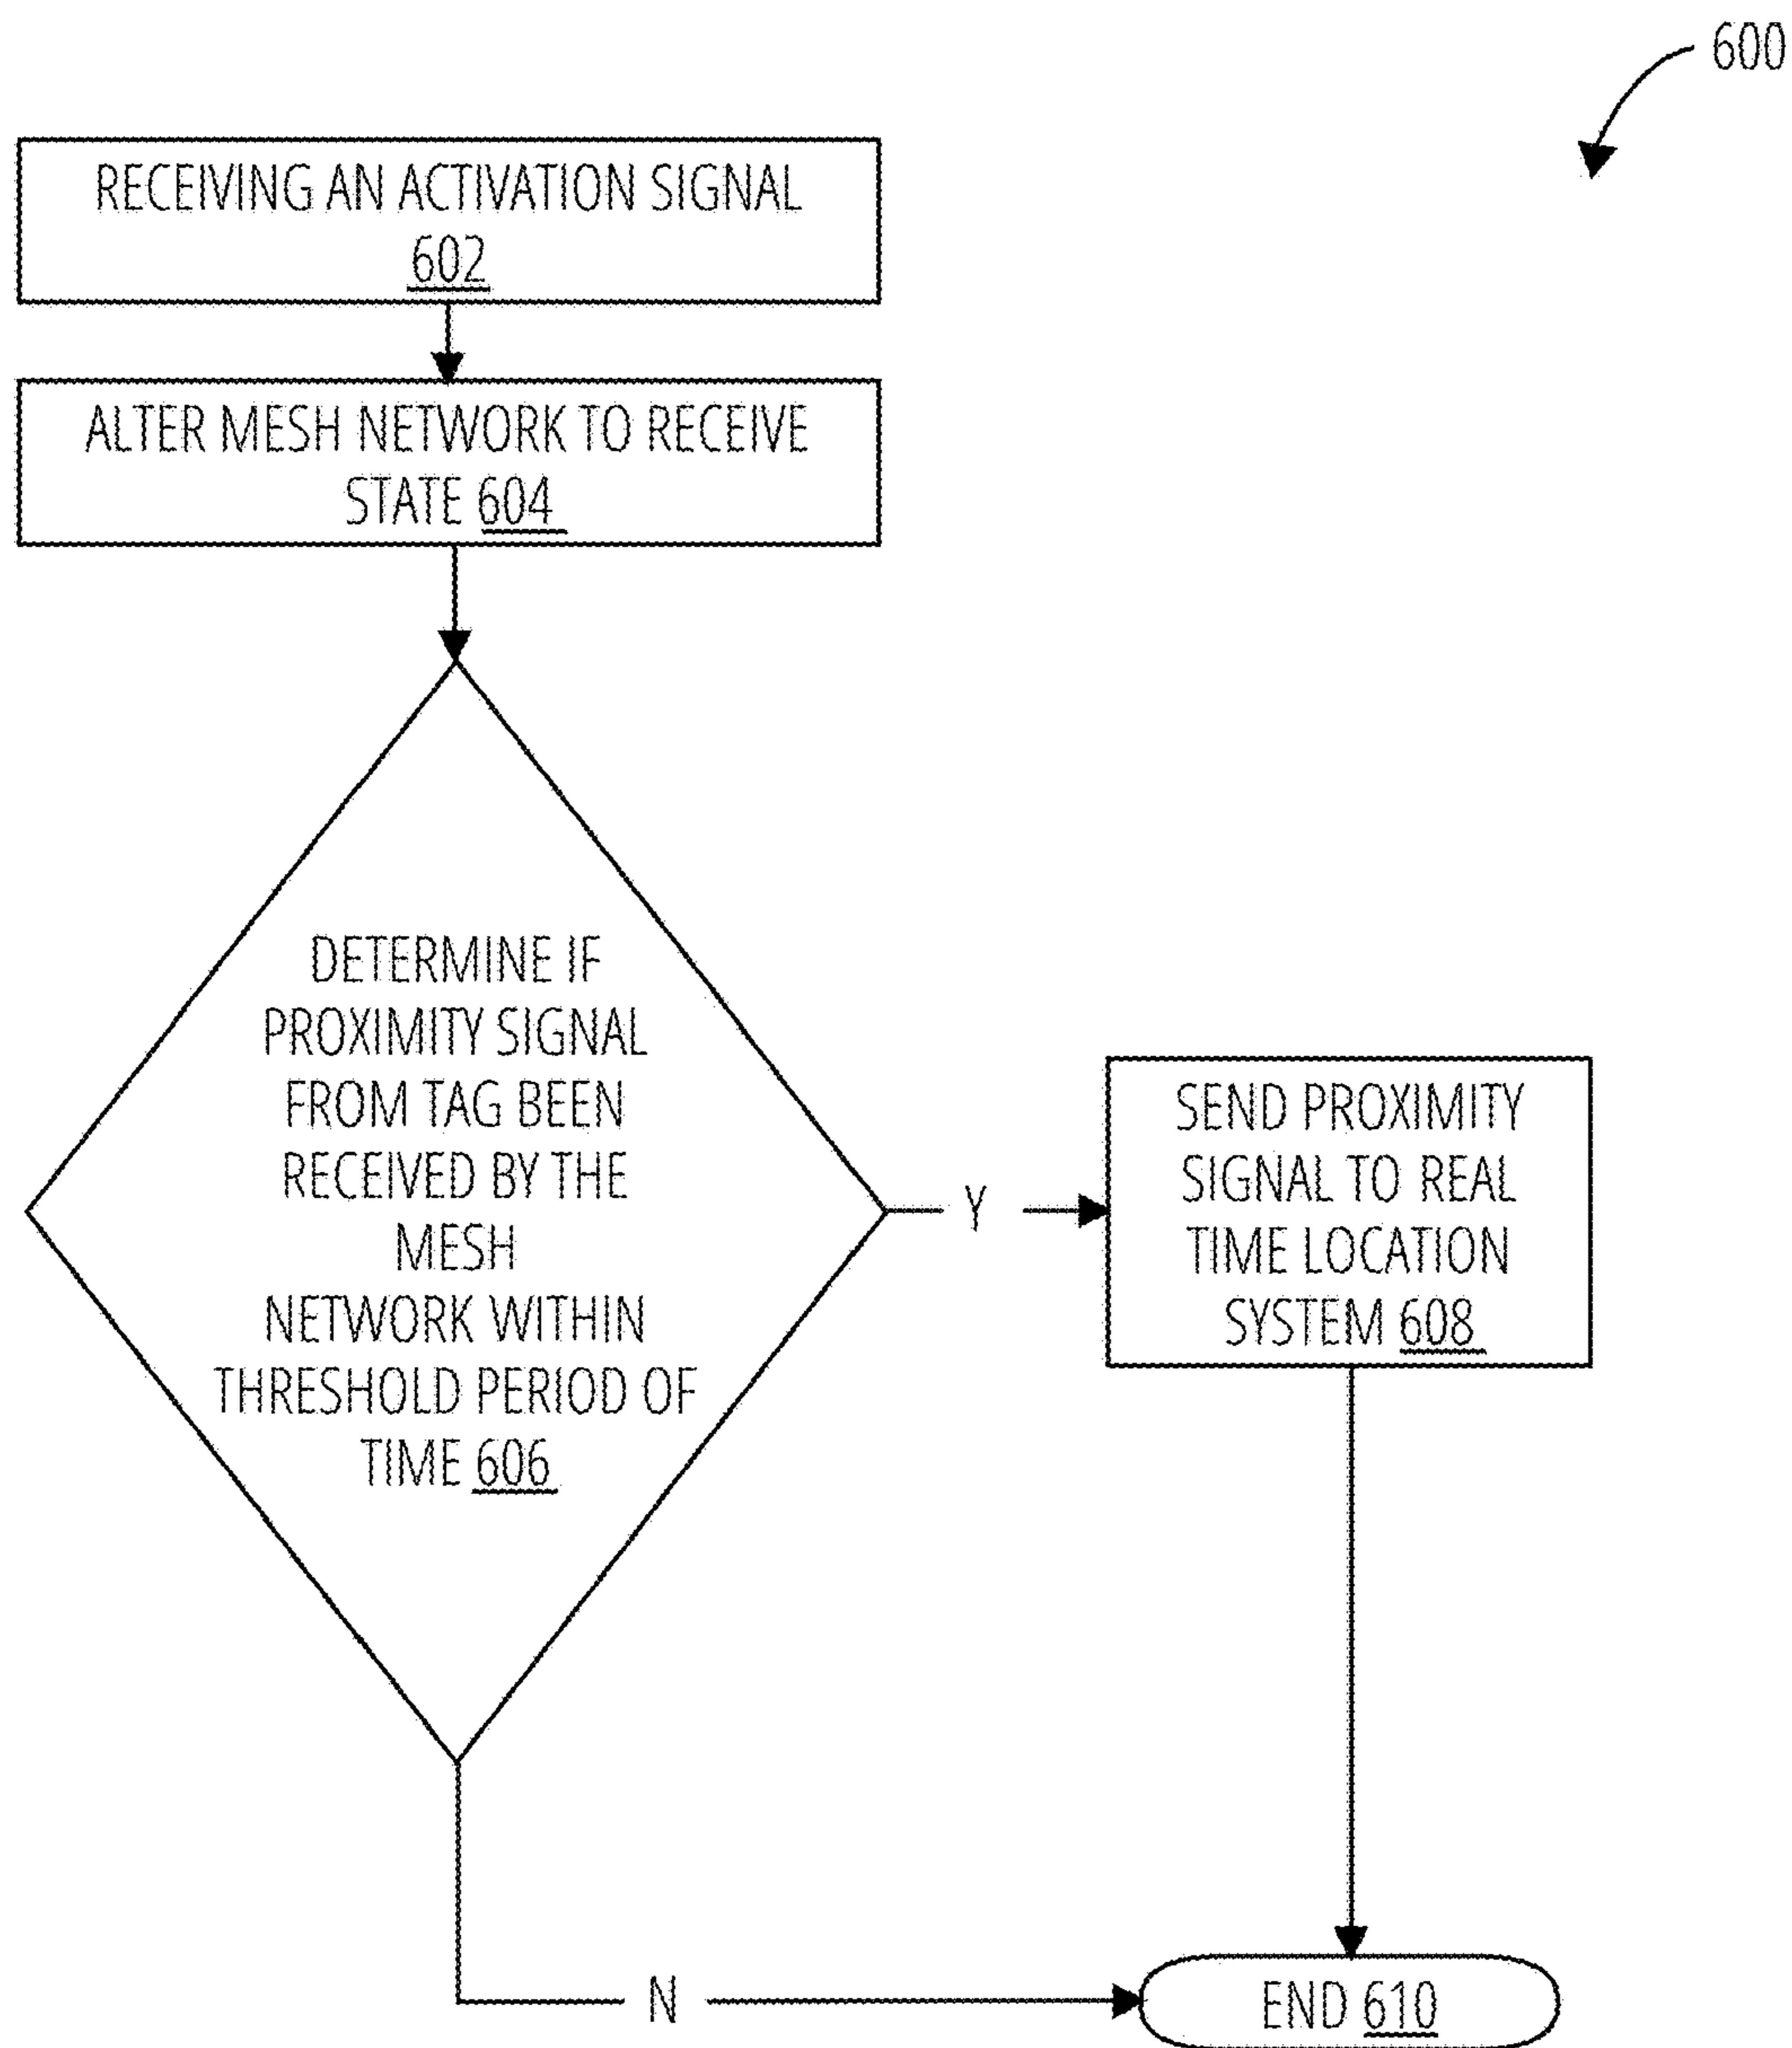 600
RECEIVING AN ACTIVATION SIGNAL
602
ALTER MESH NETWORK TO RECEIVE
STATE 604
DETERMINE IF
PROXIMITY SIGNAL
FROM TAG BEEN
RECEIVED BY THE
MESH
NETWORK WITHIN
THRESHOLD PERIOD OF
TIME 606
Y
SEND PROXIMITY
SIGNAL TO REAL
TIME LOCATION
SYSTEM 608
N
END 610